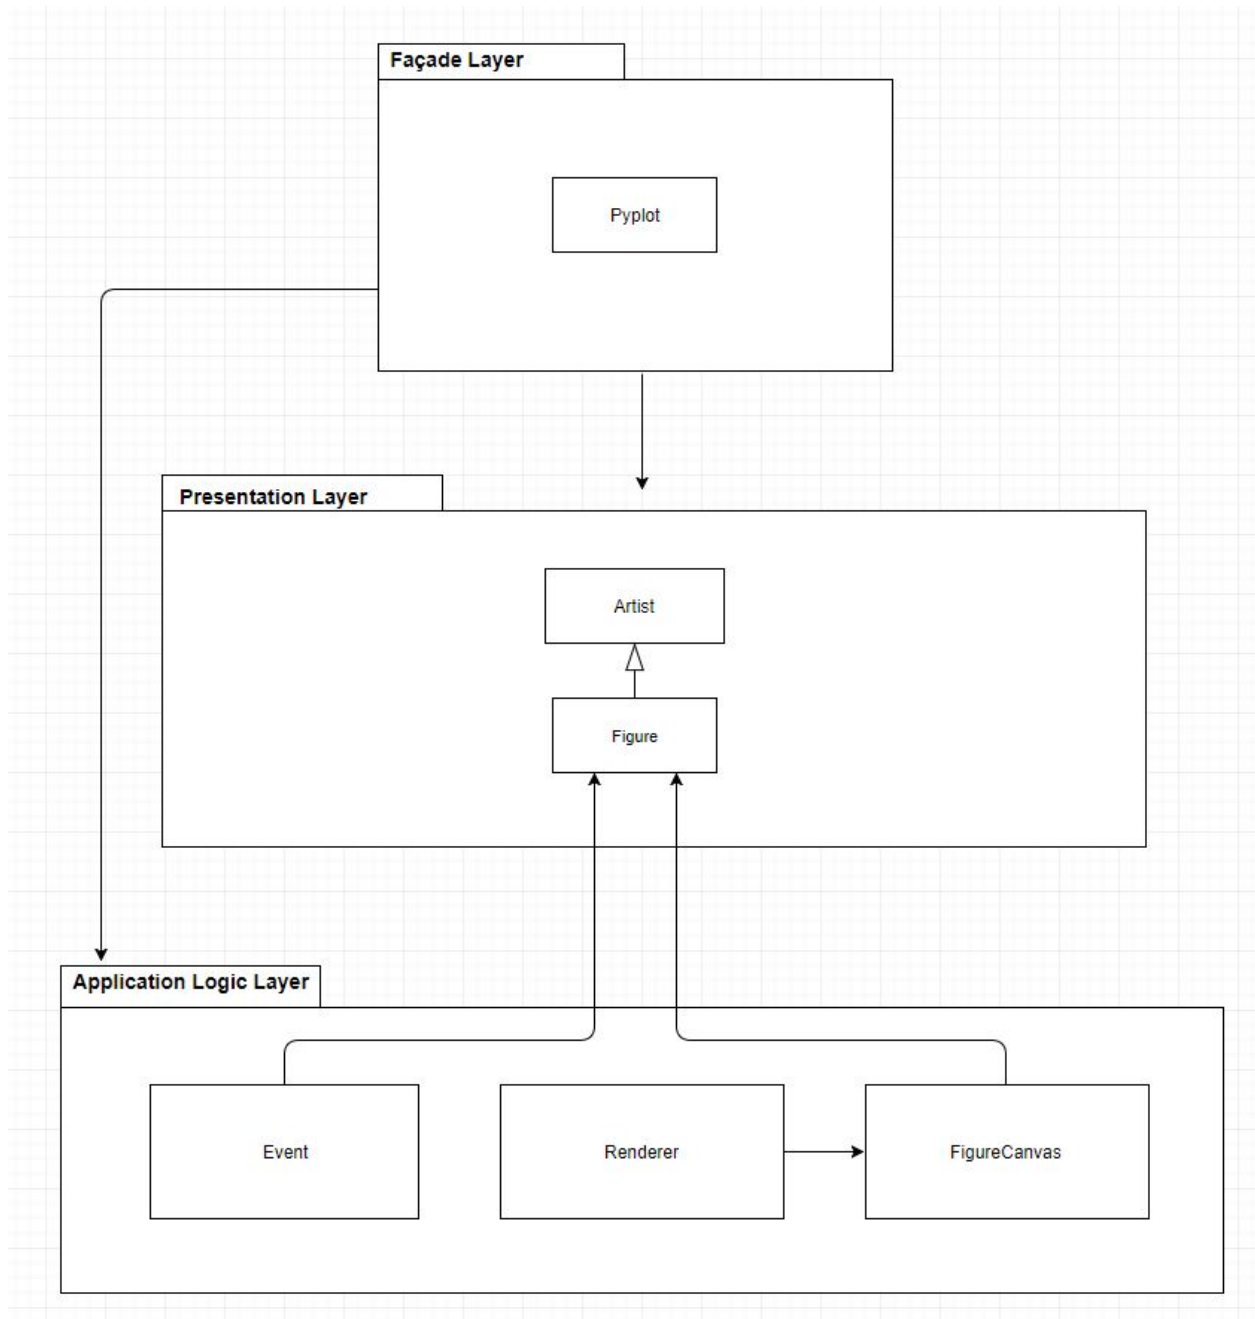 Façade Layer
Pyplot
Presentation Layer
Artist
Figure
Application Logic Layer
Event
Renderer
FigureCanvas